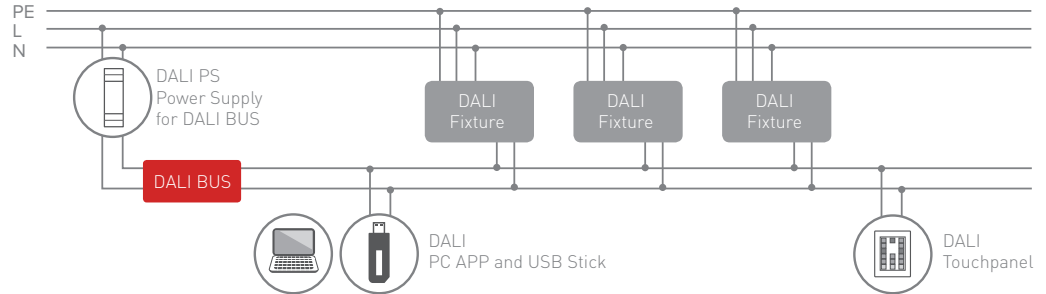 PE
L
N
DALI PS
Power Supply
for DALI BUS
DALI
Fixture
DALI
Fixture
DALI
Fixture
DALI BUS
DALI
PC APP and USB Stick
DALI
Touchpanel